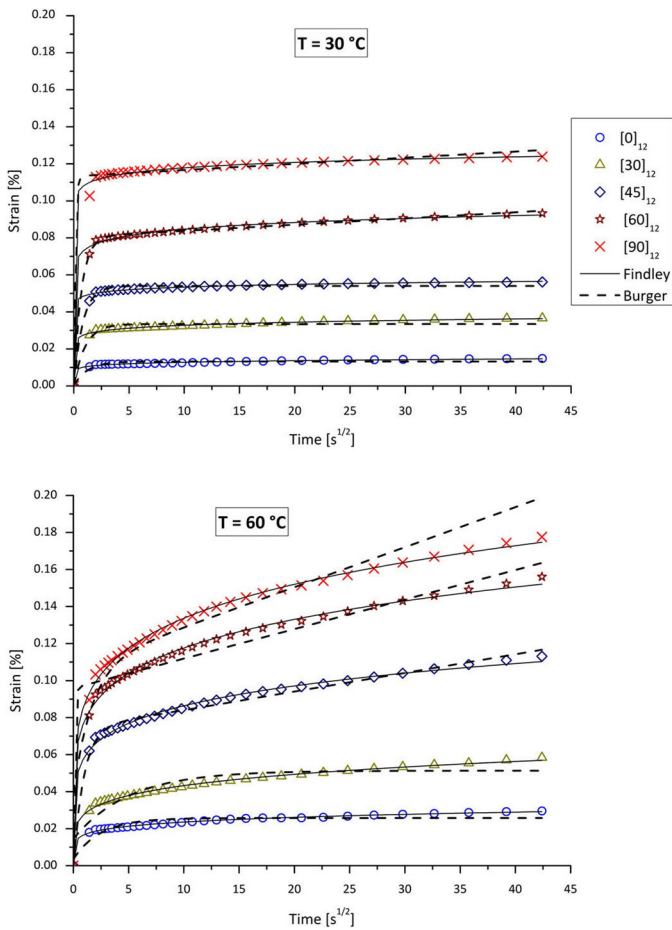 0.20
T = 30 °C
0.18
0.16
0.14
0.12
0.10
0.08
0.06
0.04
0.02
0.00
Strain [%]
0 5 10 15 20 25 30 35 40 45
Time [s^{1/2}]
[0]_{12}
[30]_{12}
[45]_{12}
[60]_{12}
[90]_{12}
Findley
Burger
0.20
T = 60 °C
0.18
0.16
0.14
0.12
0.10
0.08
0.06
0.04
0.02
0.00
Strain [%]
0 5 10 15 20 25 30 35 40 45
Time [s^{1/2}]